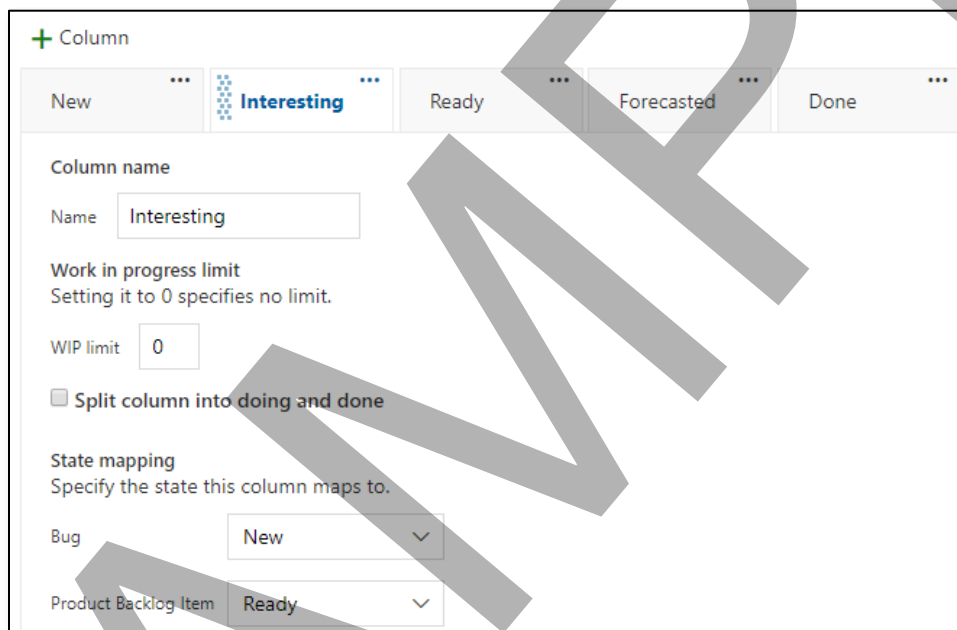 + Column
New ... Interesting ... Ready ... Forecasted ... Done ...
Column name
Name Interesting
Work in progress limit
Setting it to 0 specifies no limit.
WIP limit 0
Split column into doing and done
State mapping
Specify the state this column maps to.
Bug New
Product Backlog Item Ready